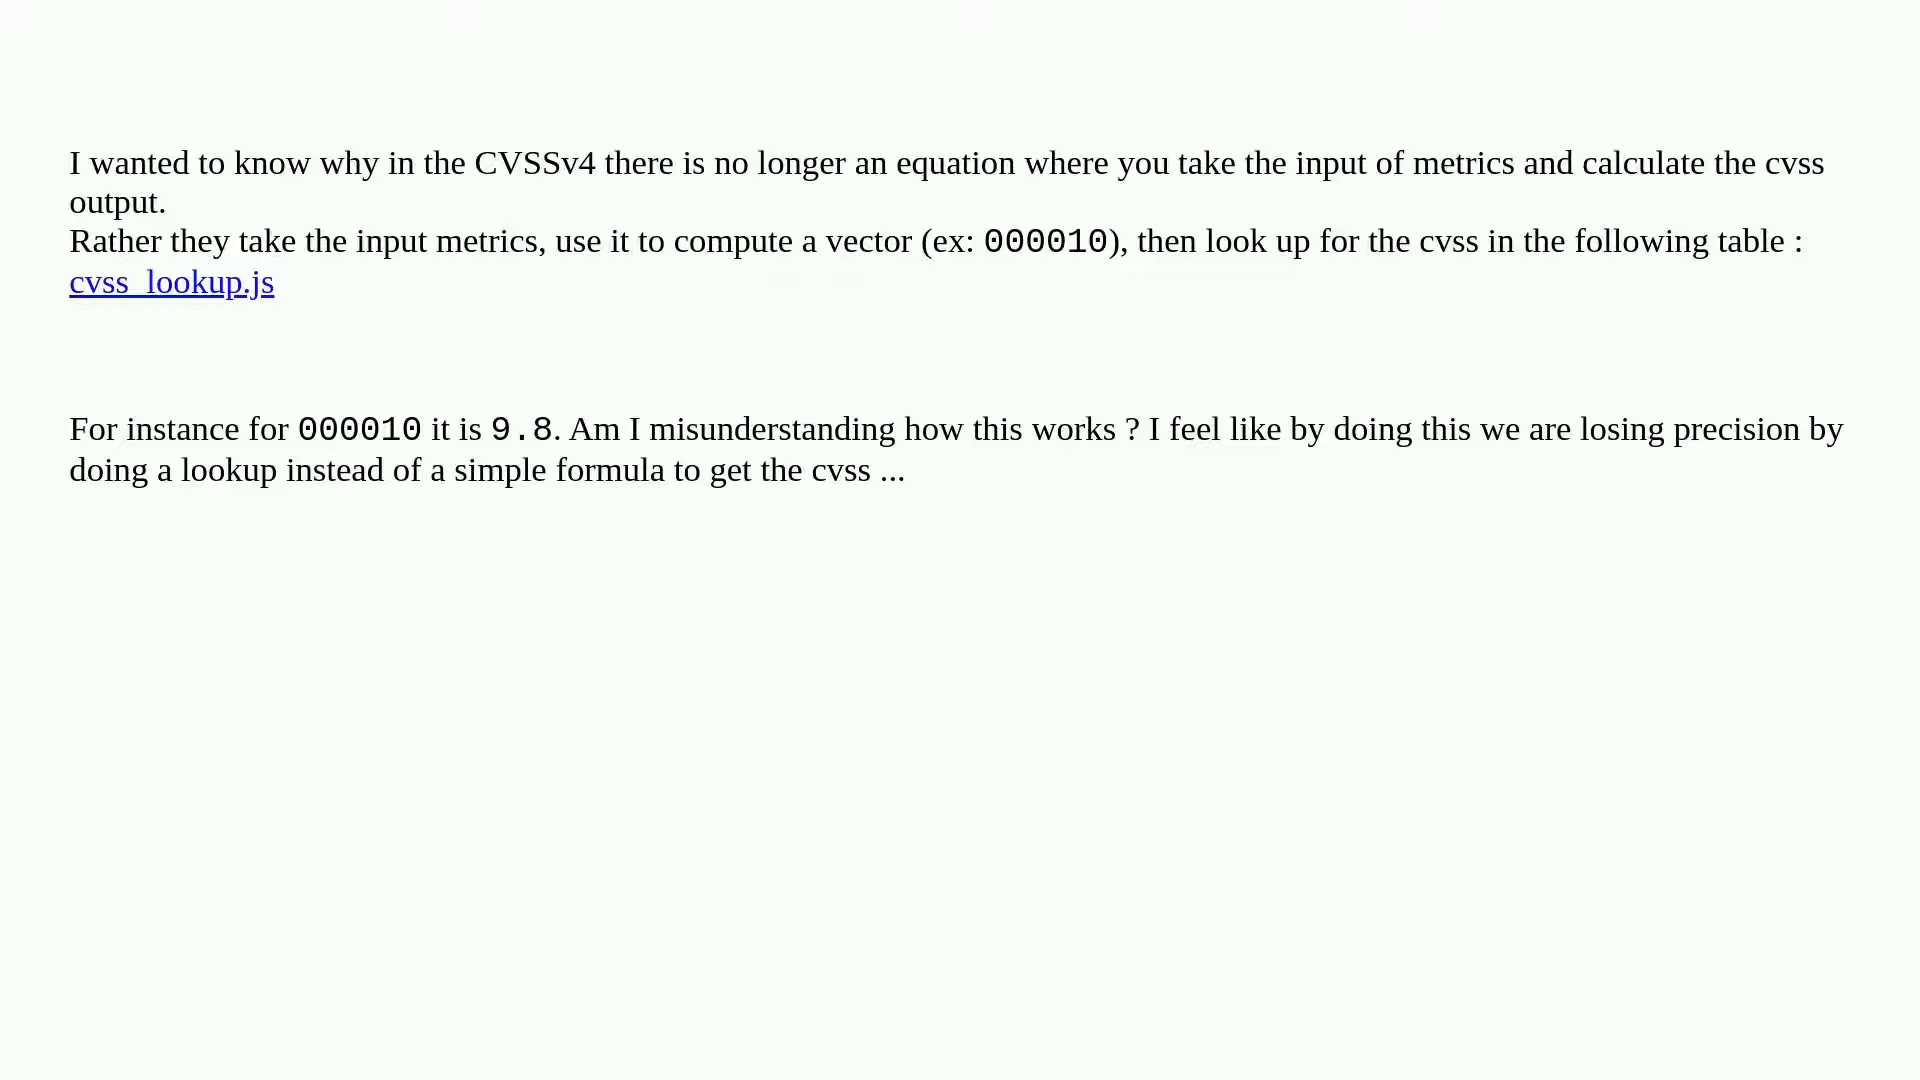 I wanted to know why in the CVSSv4 there is no longer an equation where you take the input of metrics and calculate the cvss
output.
Rather they take the input metrics, use it to compute a vector (ex: 000010), then look up for the cvss in the following table :
cvss_lookup.js
For instance for 000010 it is 9.8. Am I misunderstanding how this works ? I feel like by doing this we are losing precision by
doing a lookup instead of a simple formula to get the cvss ...